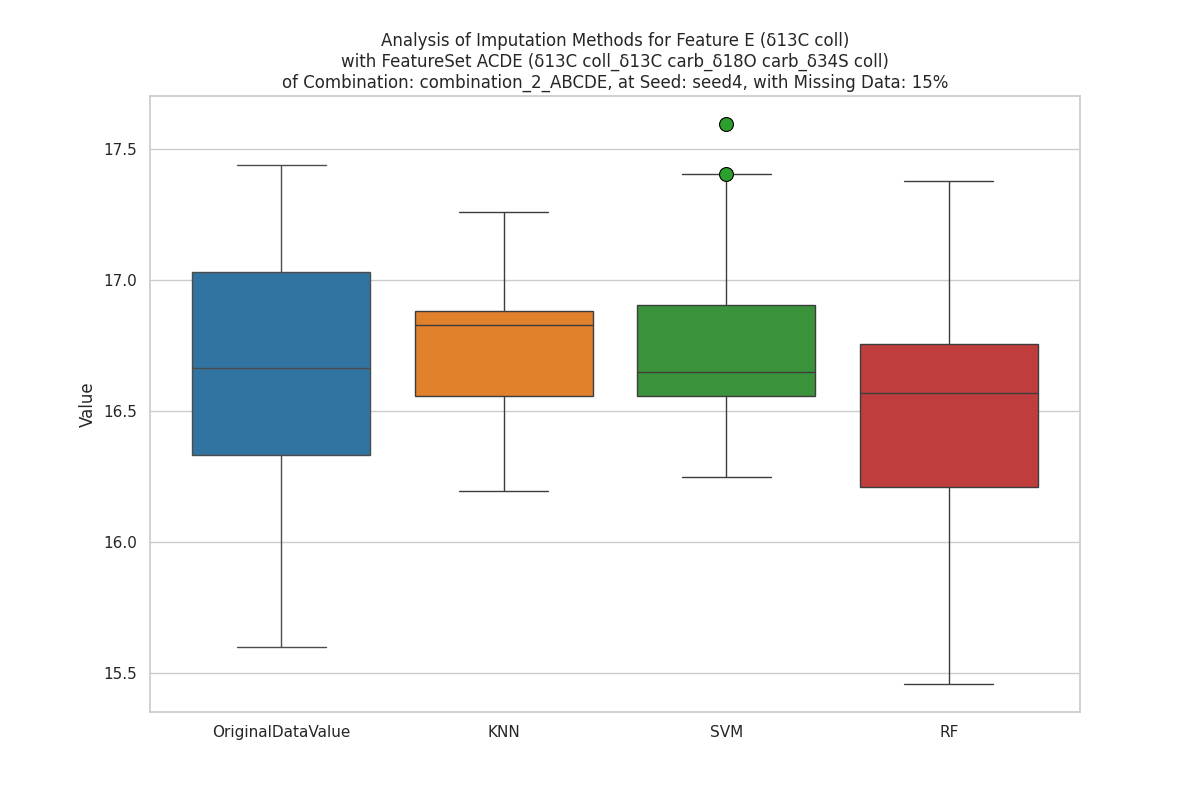 Analysis of Imputation Methods for Feature E (δ13C coll)
with FeatureSet ACDE (δ13C coll_δ13C carb_δ18O carb_δ34S coll)
of Combination: combination_2_ABCDE, at Seed: seed4, with Missing Data: 15%
Value
17.5
17.0
16.5
16.0
15.5
OriginalDataValue
KNN
SVM
RF